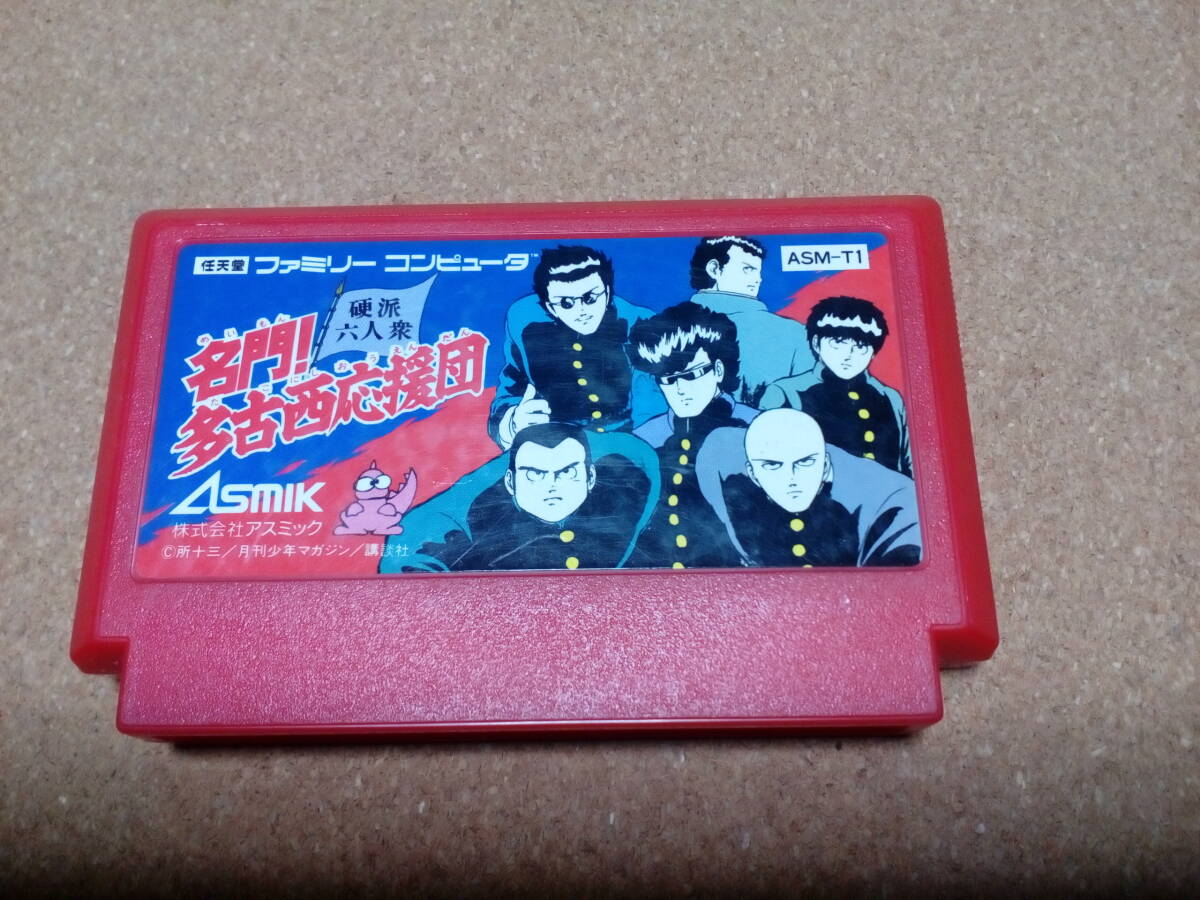 任天堂 ファミリー コンピュータ™
ASM-T1
硬派
六人衆
めいもん
名門!
たごにしおうえんだん
多古西応援団
ASMIK
株式会社アスミック
©所十三/月刊少年マガジン/講談社